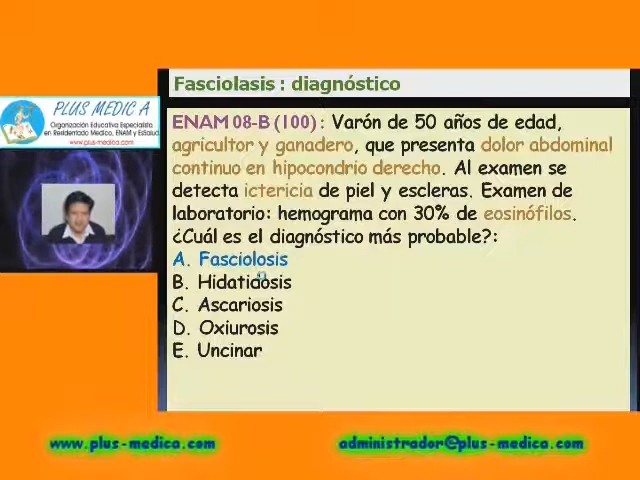 Fasciolasis : diagnóstico
PLUS MEDIC A
Organización Educativa Especialista
en Residentado Medico, ENAM y EsSalud
www.plus-medica.com
ENAM 08-B (100) : Varón de 50 años de edad,
agricultor y ganadero, que presenta dolor abdominal
continuo en hipocondrio derecho. Al examen se
detecta ictericia de piel y escleras. Examen de
laboratorio: hemograma con 30% de eosinófilos.
¿Cuál es el diagnóstico más probable?:
A. Fasciolosis
B. Hidatidosis
C. Ascariosis
D. Oxiurosis
E. Uncinar
www.plus-medica.com
administrador@plus-medica.com